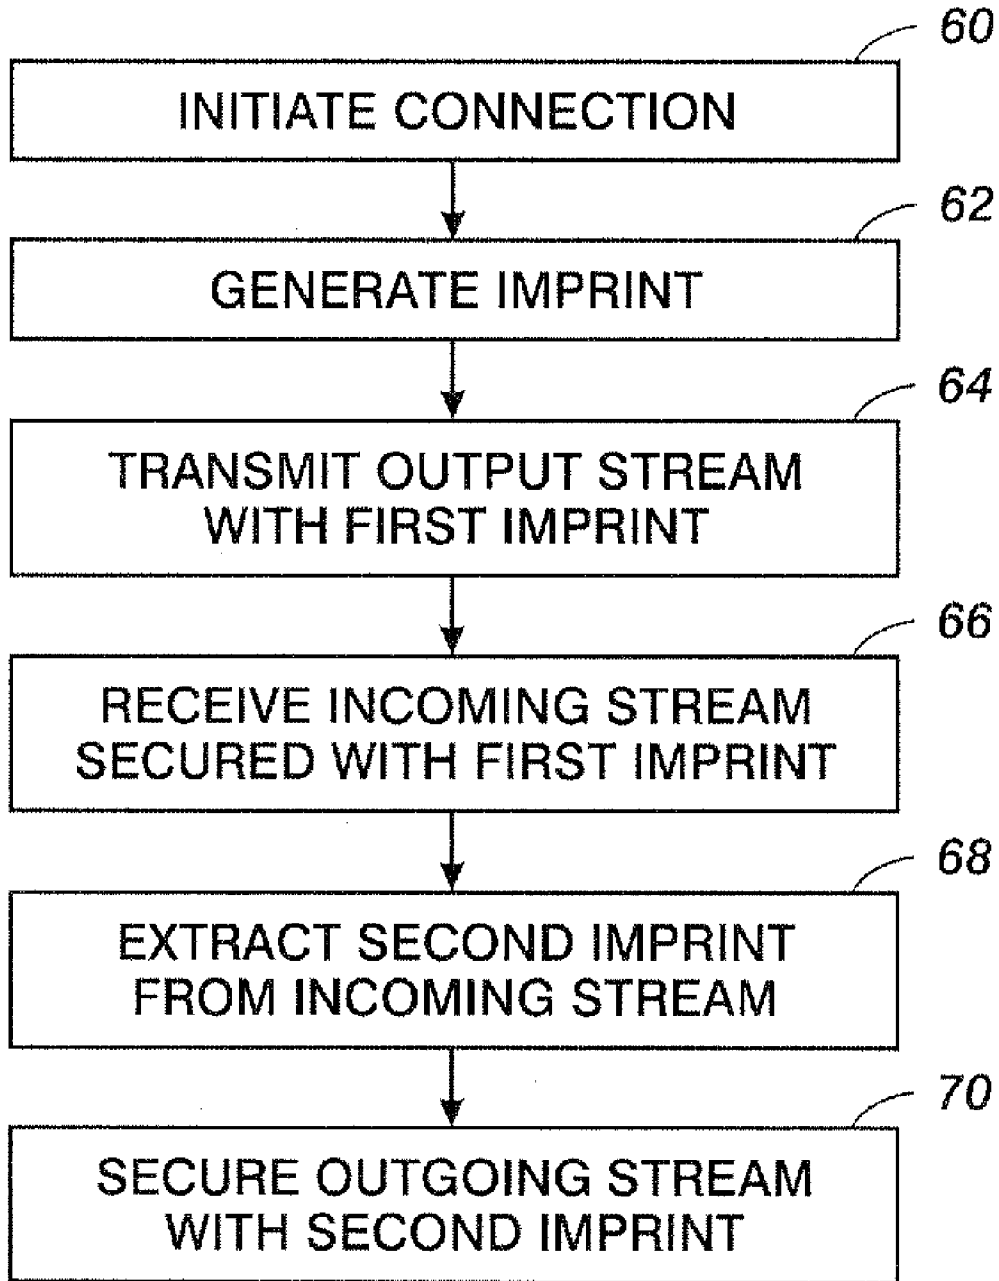 60
INITIATE CONNECTION
62
GENERATE IMPRINT
64
TRANSMIT OUTPUT STREAM
WITH FIRST IMPRINT
66
RECEIVE INCOMING STREAM
SECURED WITH FIRST IMPRINT
68
EXTRACT SECOND IMPRINT
FROM INCOMING STREAM
70
SECURE OUTGOING STREAM
WITH SECOND IMPRINT